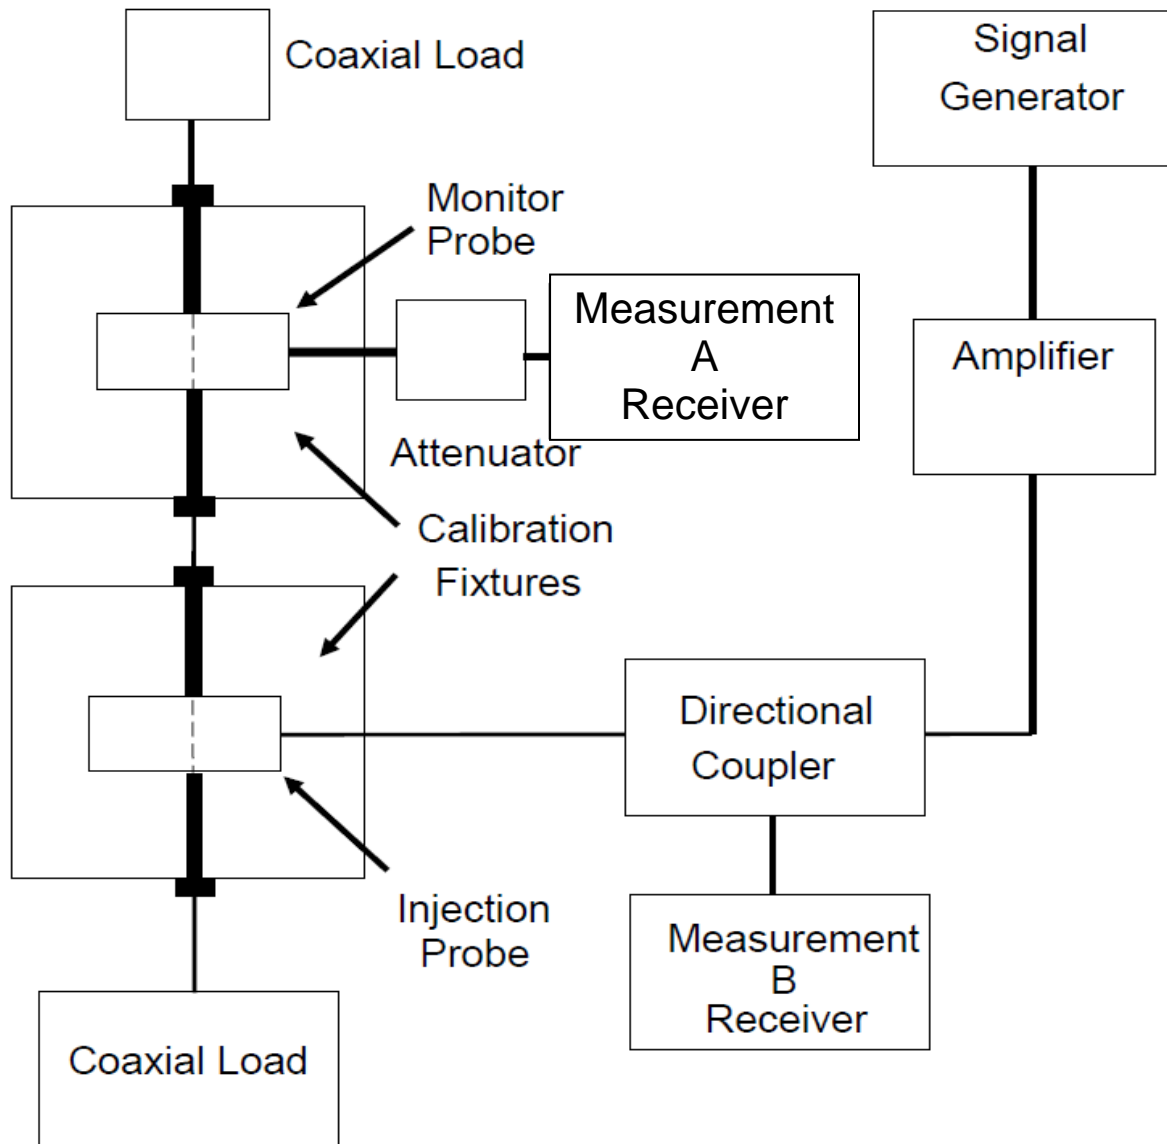 Coaxial Load
Signal
Generator
Monitor
Probe
Measurement
A
Receiver
Amplifier
Attenuator
Calibration
Fixtures
Directional
Coupler
Injection
Probe
Measurement
B
Receiver
Coaxial Load